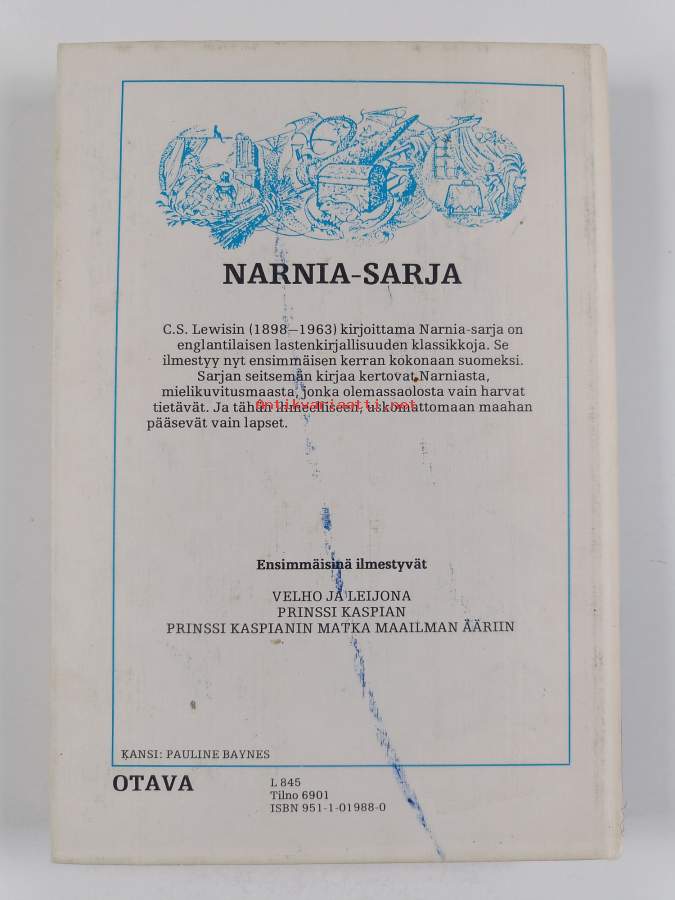 NARNIA-SARJA
C.S. Lewisin (1898—1963) kirjoittama Narnia-sarja on
englantilaisen lastenkirjallisuuden klassikkoja. Se
ilmestyy nyt ensimmäisen kerran kokonaan suomeksi.
Sarjan seitsemän kirjaa kertovat Narniasta,
mielikuvitusmaasta, jonka olemassaolosta vain harvat
tietävät. Ja tähän ihmeelliseen, uskomattomaan maahan
Antikvariaatti.net
pääsevät vain lapset.
Ensimmäisinä ilmestyvät
VELHO JA LEIJONA
PRINSSI KASPIAN
PRINSSI KASPIANIN MATKA MAAILMAN ÄÄRIIN
KANSI: PAULINE BAYNES
OTAVA
L 845
Tilno 6901
ISBN 951-1-01988-0